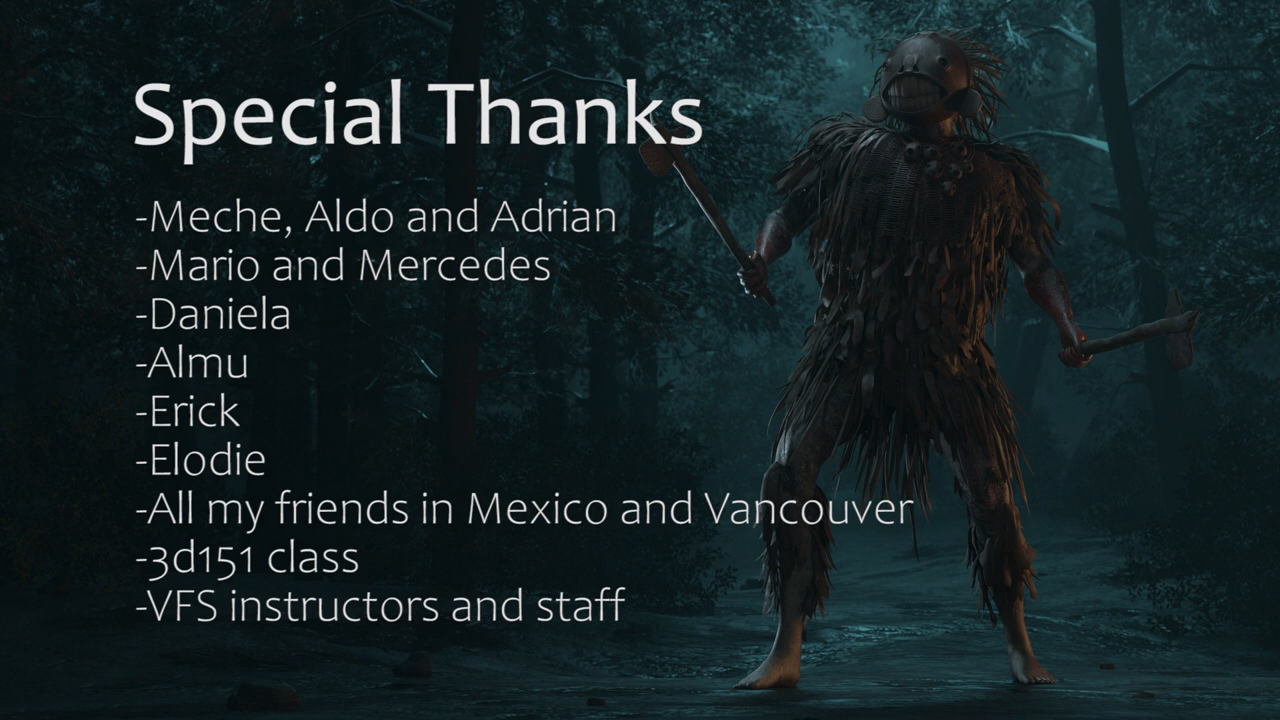 Special Thanks
-Meche, Aldo and Adrian
-Mario and Mercedes
-Daniela
-Almu
-Erick
-Elodie
-All my friends in Mexico and Vancouver
-3d151 class
-VFS instructors and staff